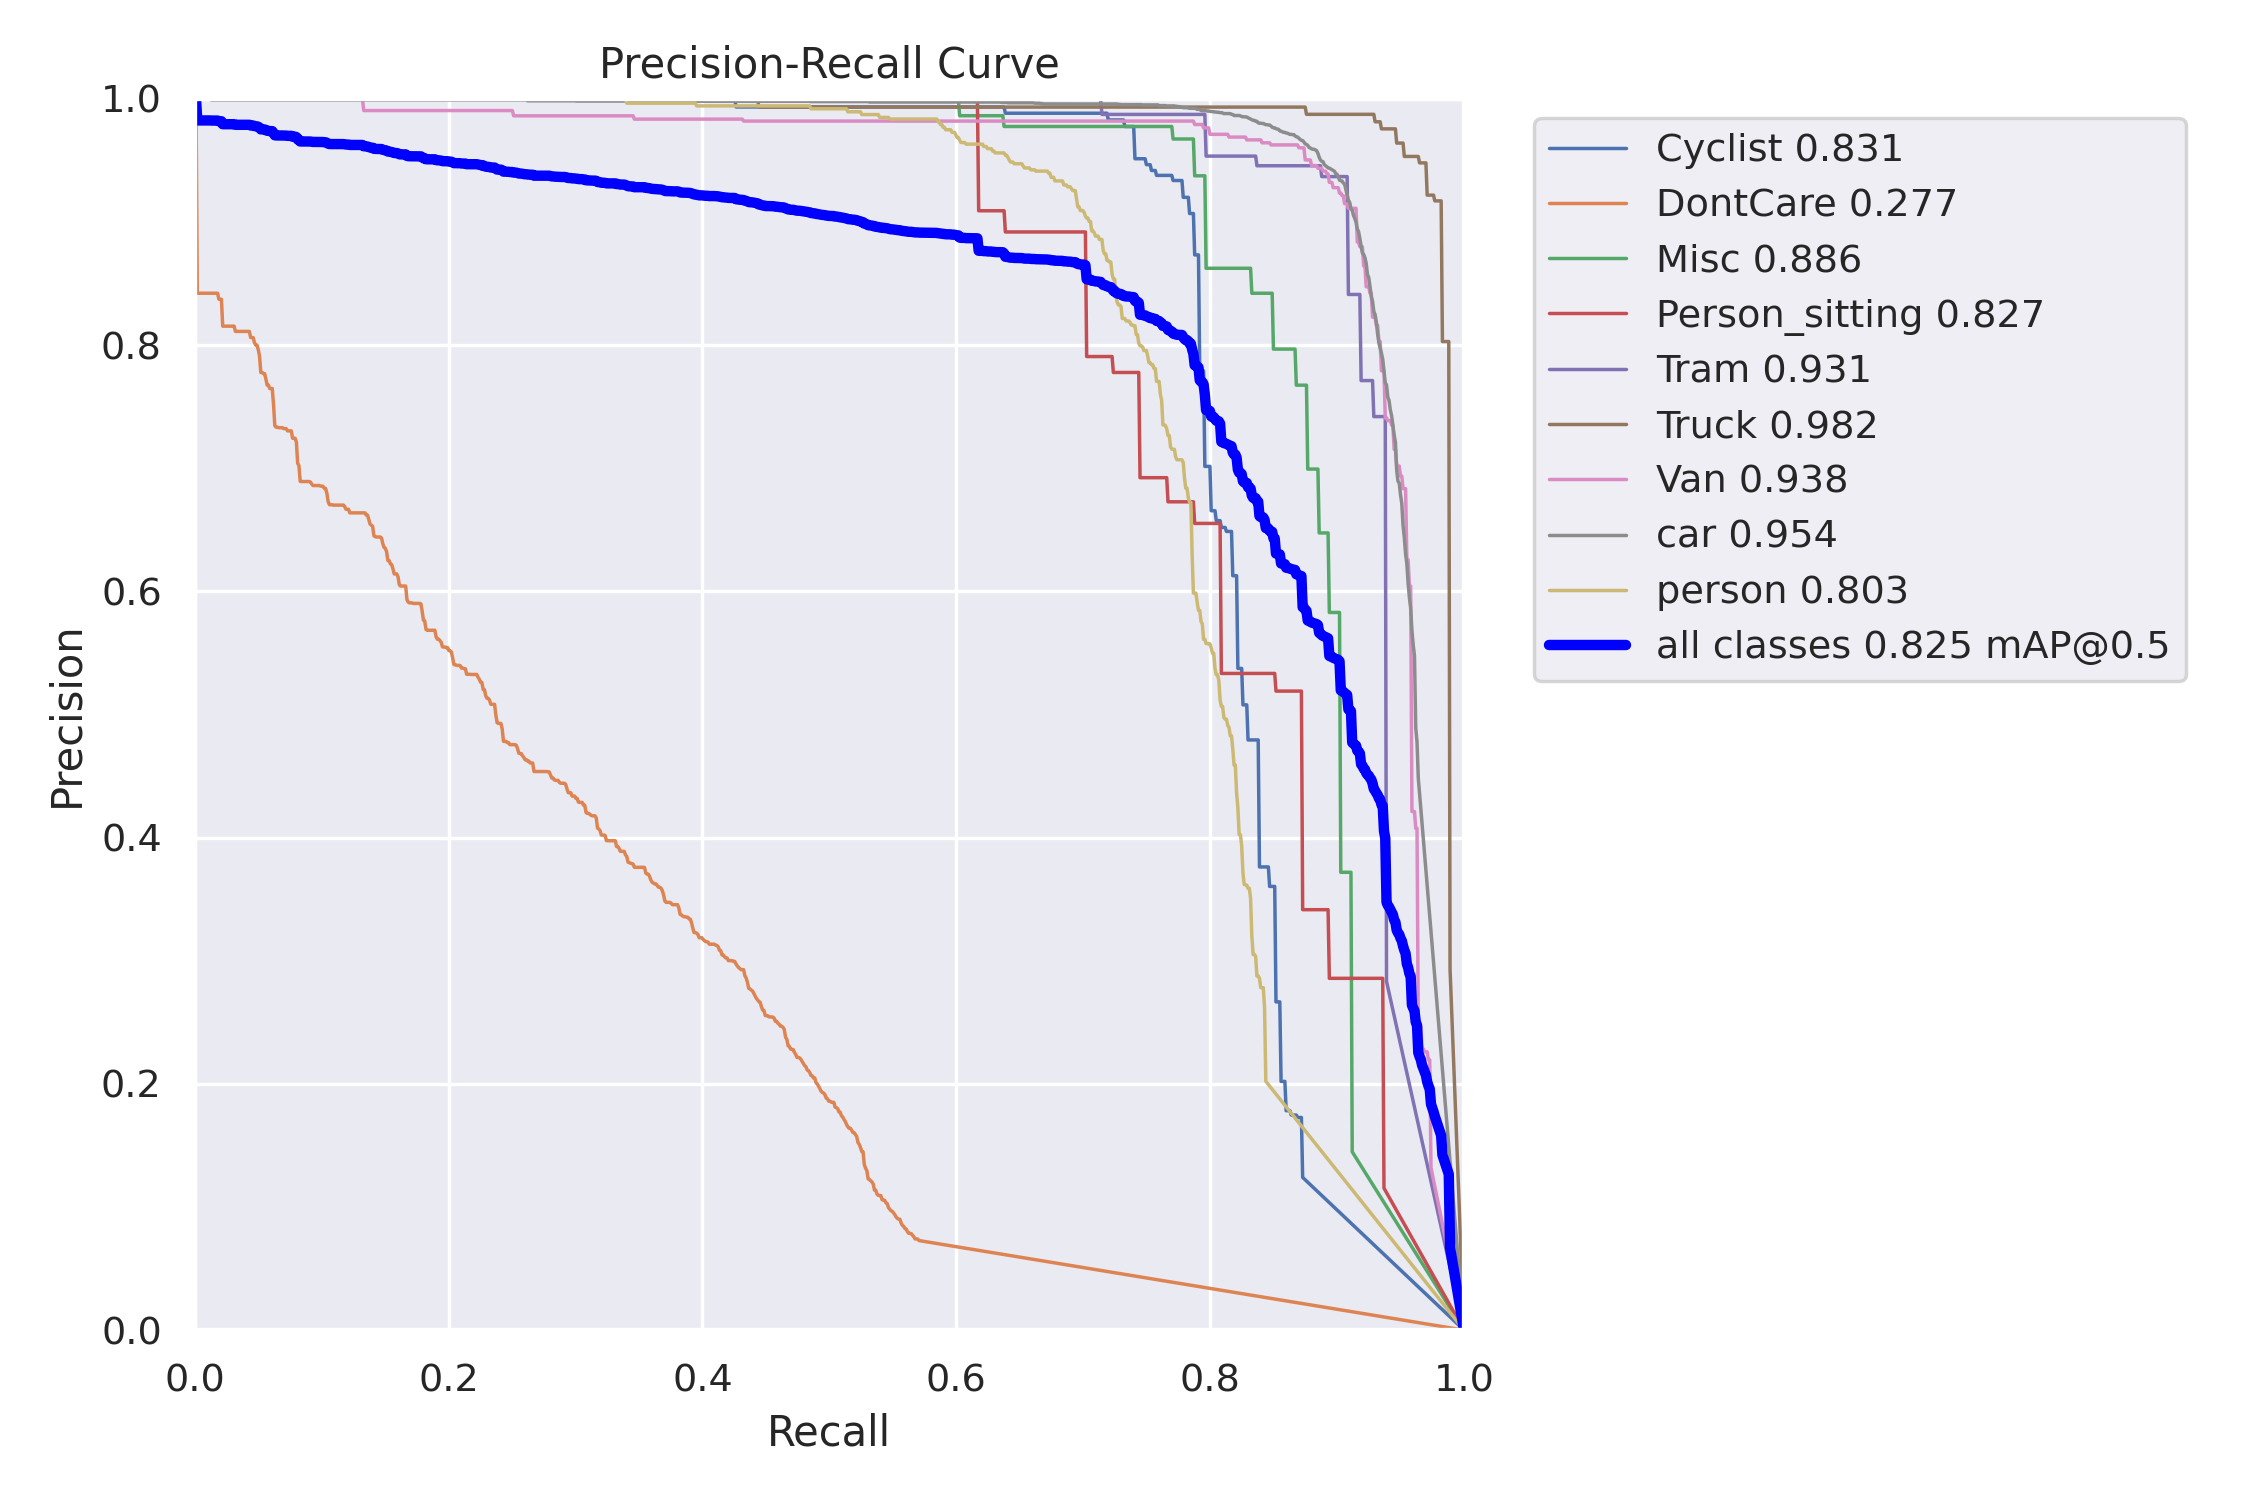 Precision-Recall Curve
1.0
0.8
0.6
0.4
0.2
0.0
Precision
0.0 0.2 0.4 0.6 0.8 1.0
Recall
Cyclist 0.831
DontCare 0.277
Misc 0.886
Person_sitting 0.827
Tram 0.931
Truck 0.982
Van 0.938
car 0.954
person 0.803
all classes 0.825 mAP@0.5